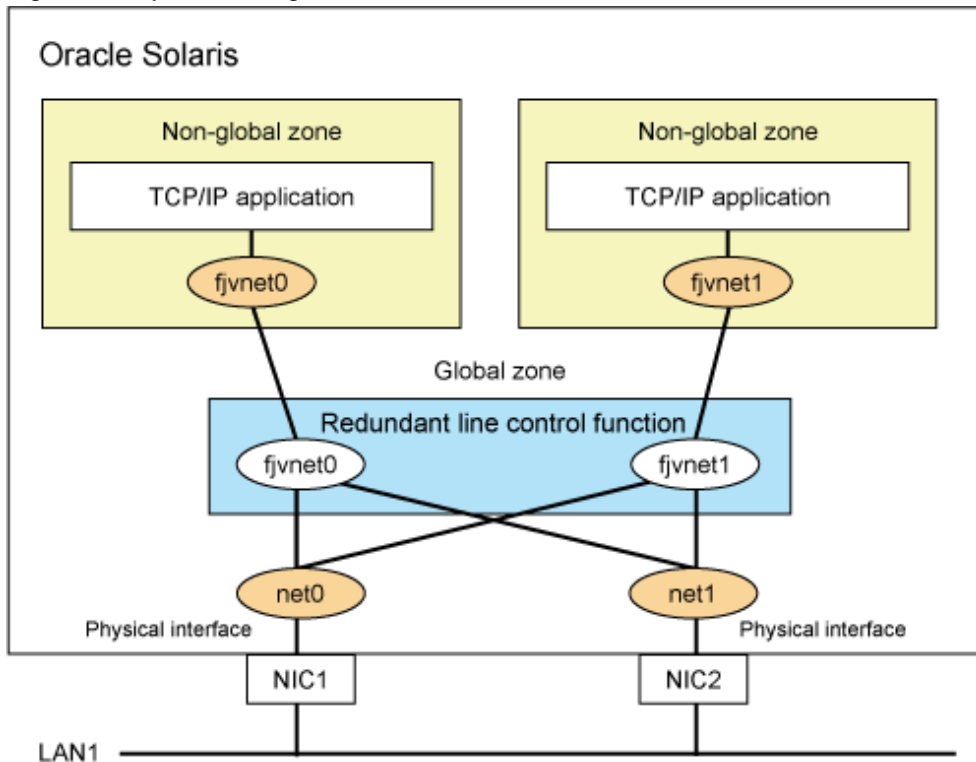 Oracle Solaris
Non-global zone
Non-global zone
TCP/IP application
TCP/IP application
fjvnet0
fjvnet1
Global zone
Redundant line control function
fjvnet0
fjvnet1
net0
net1
Physical interface
Physical interface
NIC1
NIC2
LAN1